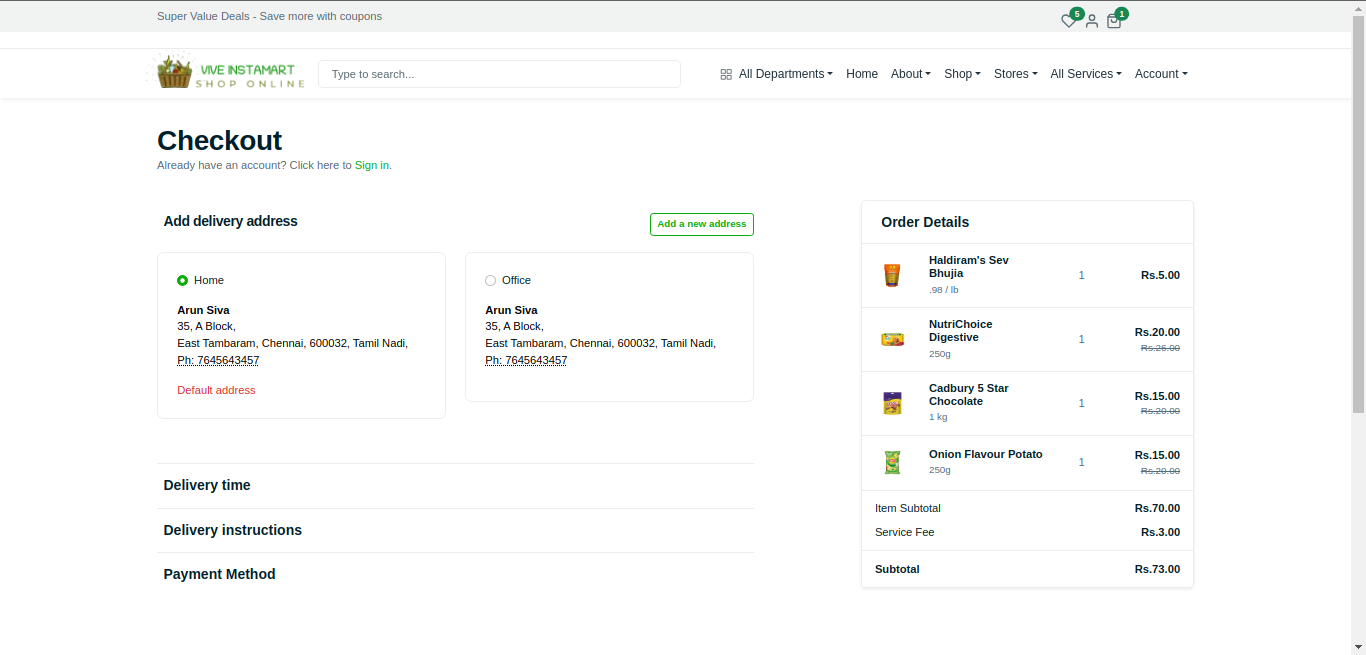 Super Value Deals - Save more with coupons
5
1
VIVE INSTAMART
SHOP ONLINE
Type to search...
All Departments Home About Shop Stores All Services Account
Checkout
Already have an account? Click here to Sign in.
Add delivery address
Add a new address
Home
Arun Siva
35, A Block,
East Tambaram, Chennai, 600032, Tamil Nadi,
Ph: 7645643457
Default address
Office
Arun Siva
35, A Block,
East Tambaram, Chennai, 600032, Tamil Nadi,
Ph: 7645643457
Delivery time
Delivery instructions
Payment Method
Order Details
Haldiram's Sev
Bhujia
.98 / lb
1
Rs.5.00
NutriChoice
Digestive
250g
1
Rs.20.00
Rs.26.00
Cadbury 5 Star
Chocolate
1 kg
1
Rs.15.00
Rs.20.00
Onion Flavour Potato
250g
1
Rs.15.00
Rs.20.00
Item Subtotal Rs.70.00
Service Fee Rs.3.00
Subtotal Rs.73.00